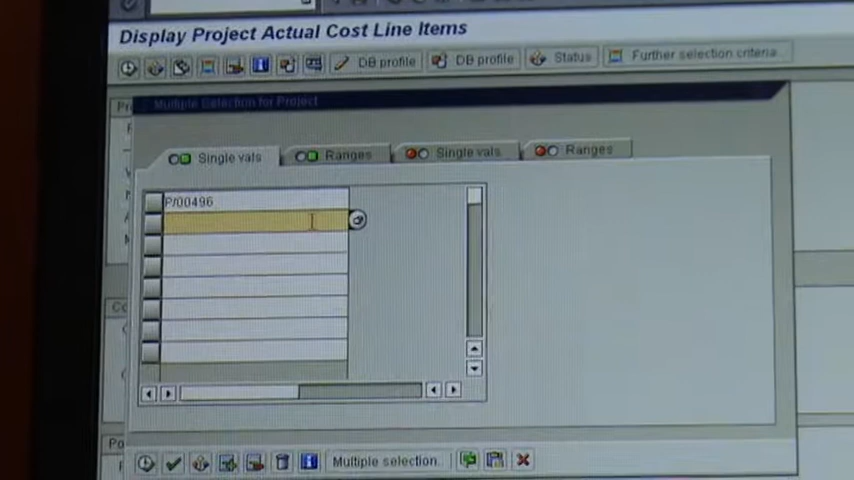 Display Project Actual Cost Line Items
DB profile DB profile Status Further selection criteria...
Multiple Selection for Project
Single vals Ranges Single vals Ranges
P/00496
Multiple selection